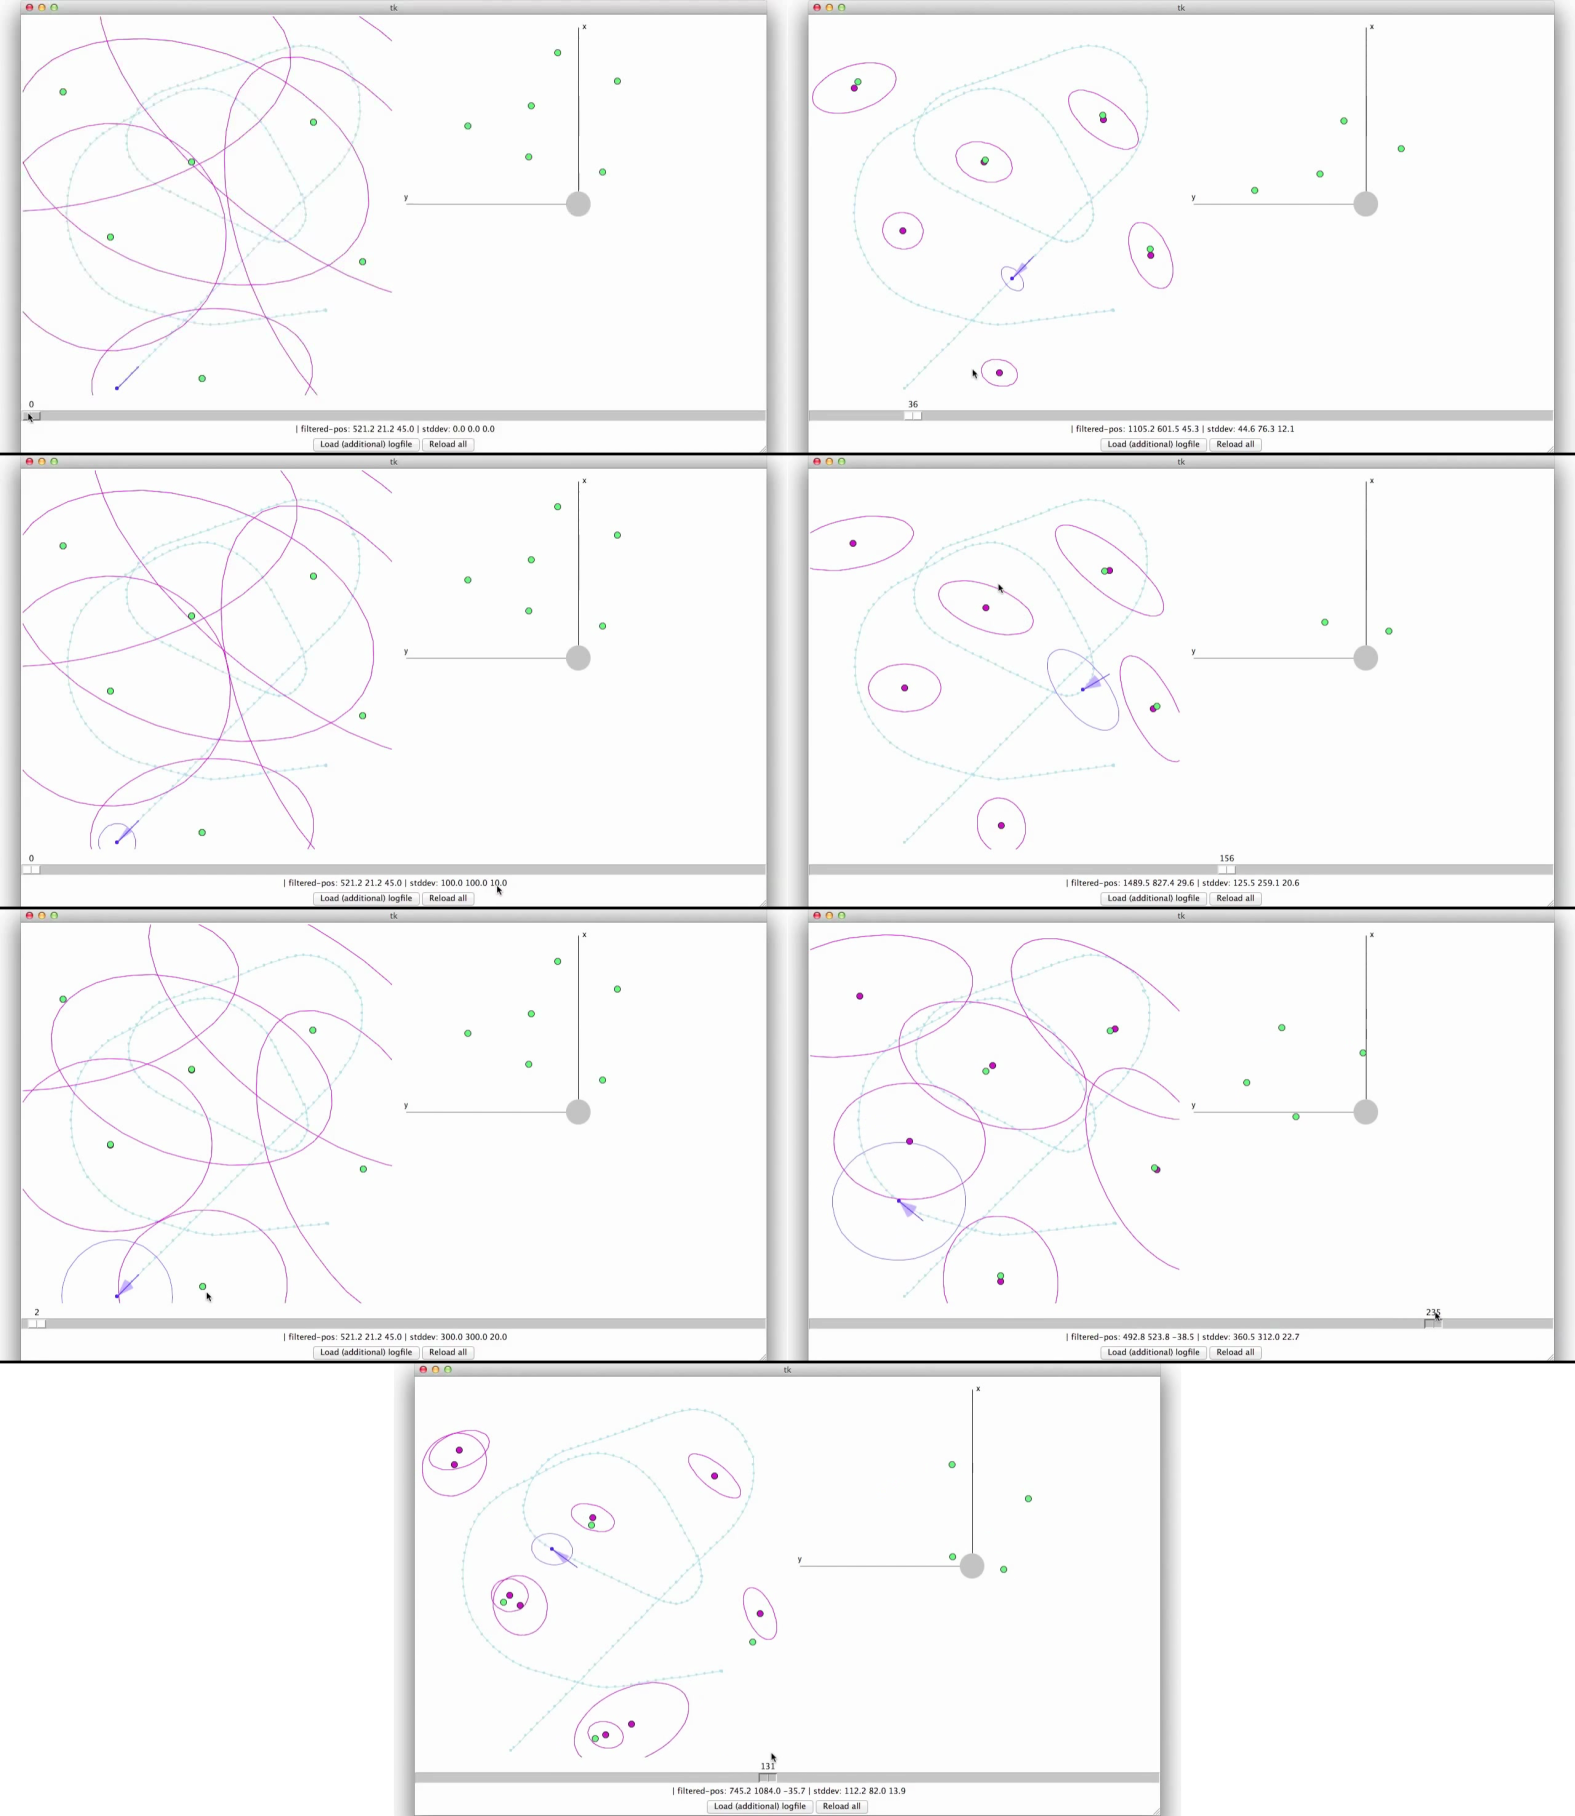 tk
x
y
0
| filtered-pos: 521.2 21.2 45.0 | stddev: 0.0 0.0 0.0
Load (additional) logfile Reload all
tk
x
y
36
| filtered-pos: 1105.2 601.5 45.3 | stddev: 44.6 76.3 12.1
Load (additional) logfile Reload all
tk
x
y
0
| filtered-pos: 521.2 21.2 45.0 | stddev: 100.0 100.0 10.0
Load (additional) logfile Reload all
tk
x
y
156
| filtered-pos: 1489.5 827.4 29.6 | stddev: 125.5 259.1 20.6
Load (additional) logfile Reload all
tk
x
y
2
| filtered-pos: 521.2 21.2 45.0 | stddev: 300.0 300.0 20.0
Load (additional) logfile Reload all
tk
x
y
235
| filtered-pos: 492.8 523.8 -38.5 | stddev: 360.5 312.0 22.7
Load (additional) logfile Reload all
tk
x
y
131
| filtered-pos: 745.2 1084.0 -35.7 | stddev: 112.2 82.0 13.9
Load (additional) logfile Reload all